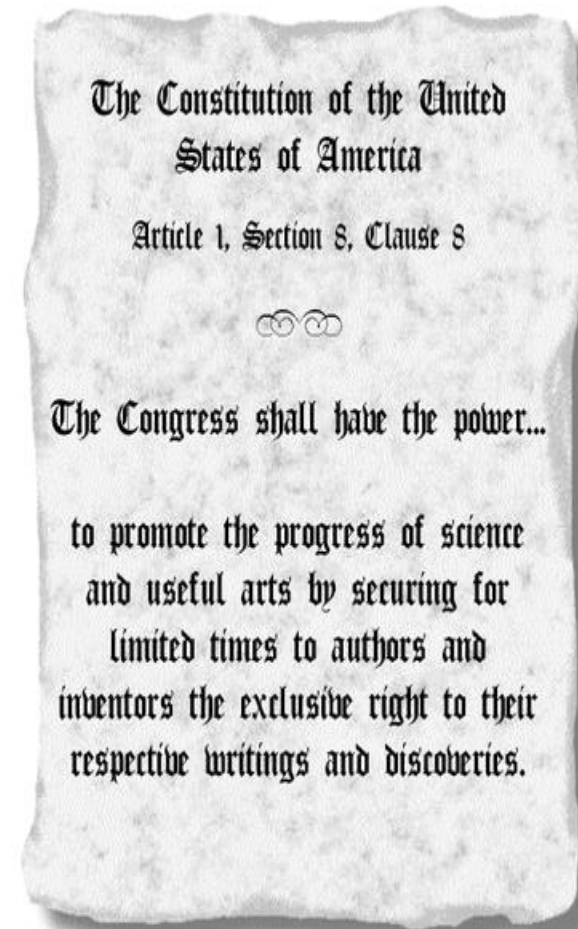 The Constitution of the United
States of America
Article 1, Section 8, Clause 8
The Congress shall have the power...
to promote the progress of science
and useful arts by securing for
limited times to authors and
inventors the exclusive right to their
respective writings and discoveries.